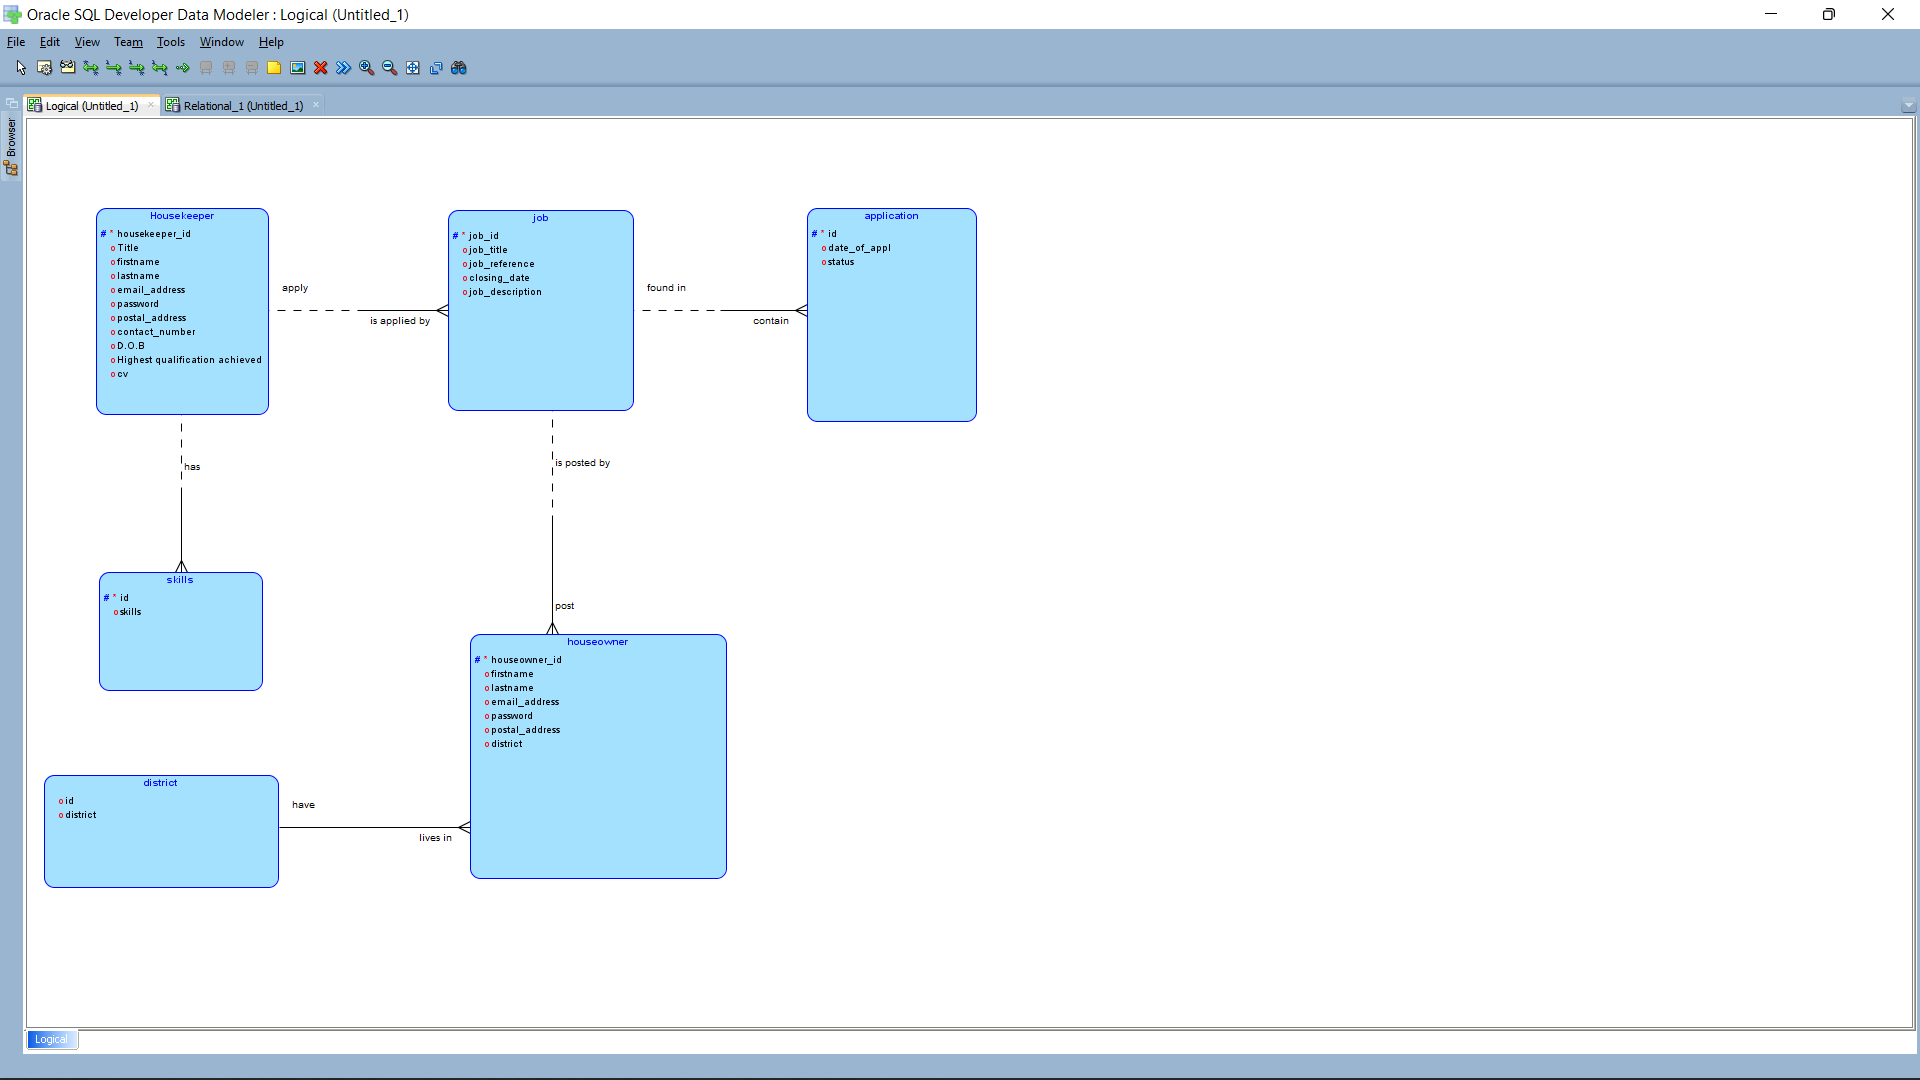 Oracle SQL Developer Data Modeler : Logical (Untitled_1)
File Edit View Team Tools Window Help
Logical (Untitled_1) Relational_1 (Untitled_1)
Browser
Housekeeper
# * housekeeper_id
o Title
o firstname
o lastname
o email_address
o password
o postal_address
o contact_number
o D.O.B
o Highest qualification achieved
o cv
apply
is applied by
job
# * job_id
o job_title
o job_reference
o closing_date
o job_description
found in
contain
application
# * id
o date_of_appl
o status
has
is posted by
post
skills
# * id
o skills
houseowner
# * houseowner_id
o firstname
o lastname
o email_address
o password
o postal_address
o district
district
o id
o district
have
lives in
Logical